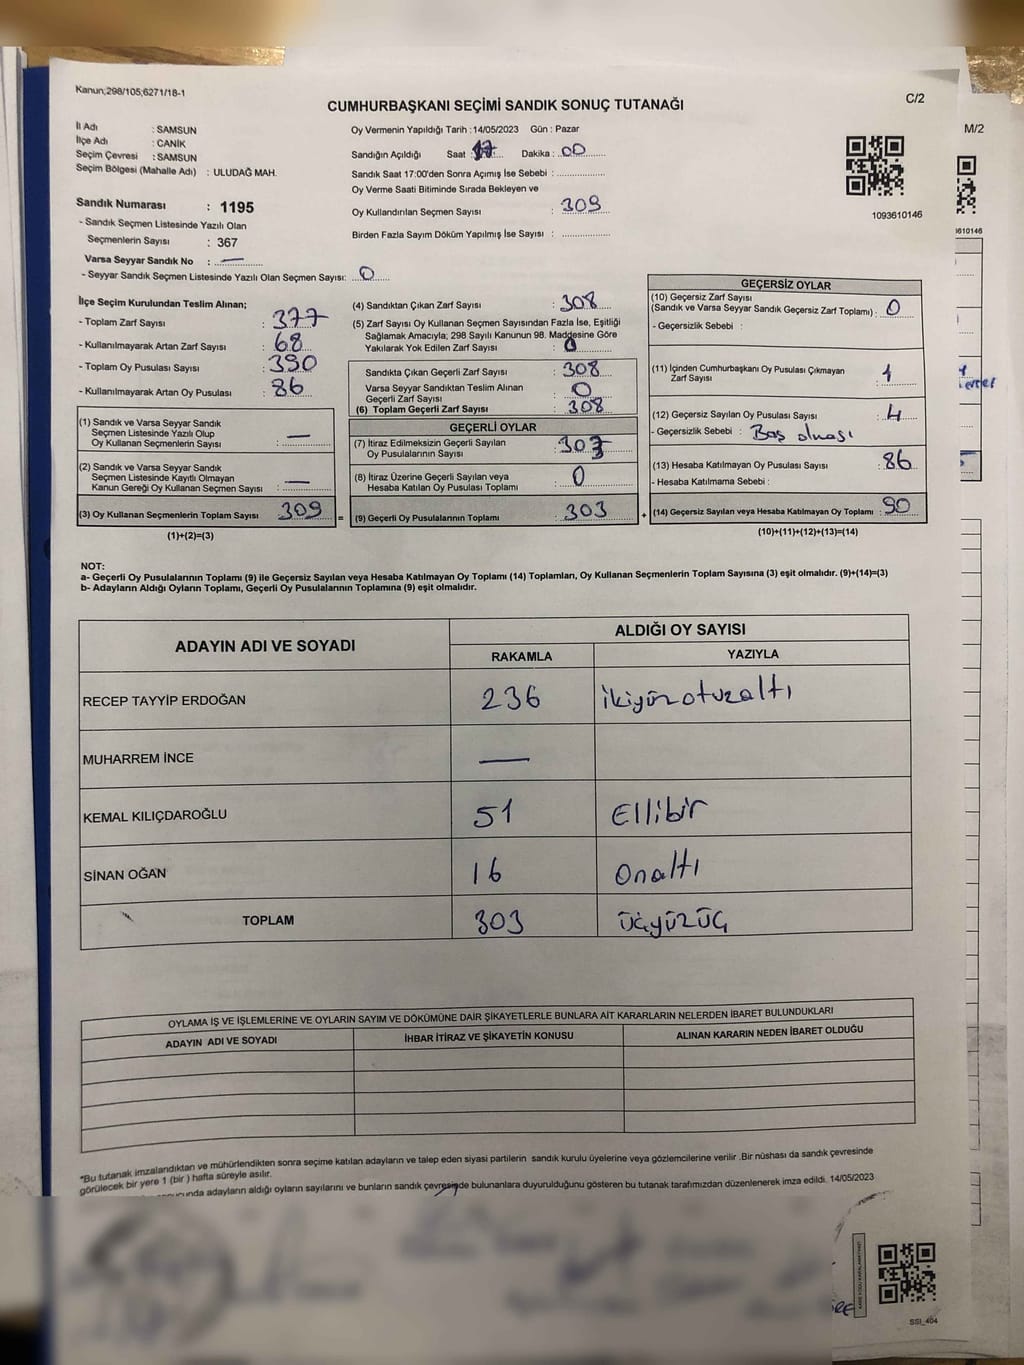 Kanun;298/105;6271/18-1
CUMHURBAŞKANI SEÇİMİ SANDIK SONUÇ TUTANAĞI
C/2
M/2
İl Adı : SAMSUN
İlçe Adı : CANİK
Seçim Çevresi : SAMSUN
Seçim Bölgesi (Mahalle Adı) : ULUDAĞ MAH.
Sandık Numarası : 1195
- Sandık Seçmen Listesinde Yazılı Olan
Seçmenlerin Sayısı : 367
Varsa Seyyar Sandık No : —
- Seyyar Sandık Seçmen Listesinde Yazılı Olan Seçmen Sayısı: 0
Oy Vermenin Yapıldığı Tarih : 14/05/2023 Gün : Pazar
Sandığın Açıldığı Saat : 17 Dakika : 00
Sandık Saat 17:00'den Sonra Açımış İse Sebebi :
Oy Verme Saati Bitiminde Sırada Bekleyen ve
Oy Kullandırılan Seçmen Sayısı : 309
Birden Fazla Sayım Döküm Yapılmış İse Sayısı :
1093610146
610146
İlçe Seçim Kurulundan Teslim Alınan;
- Toplam Zarf Sayısı : 377
- Kullanılmayarak Artan Zarf Sayısı : 68
- Toplam Oy Pusulası Sayısı : 390
- Kullanılmayarak Artan Oy Pusulası : 86
(1) Sandık ve Varsa Seyyar Sandık
Seçmen Listesinde Yazılı Olup
Oy Kullanan Seçmenlerin Sayısı : —
(2) Sandık ve Varsa Seyyar Sandık
Seçmen Listesinde Kayıtlı Olmayan
Kanun Gereği Oy Kullanan Seçmen Sayısı : —
(3) Oy Kullanan Seçmenlerin Toplam Sayısı : 309 =
(1)+(2)=(3)
(4) Sandıktan Çıkan Zarf Sayısı : 308
(5) Zarf Sayısı Oy Kullanan Seçmen Sayısından Fazla İse, Eşitliği
Sağlamak Amacıyla; 298 Sayılı Kanunun 98. Maddesine Göre
Yakılarak Yok Edilen Zarf Sayısı : 0
Sandıkta Çıkan Geçerli Zarf Sayısı : 308
Varsa Seyyar Sandıktan Teslim Alınan
Geçerli Zarf Sayısı : 0
(6) Toplam Geçerli Zarf Sayısı : 308
GEÇERLİ OYLAR
(7) İtiraz Edilmeksizin Geçerli Sayılan
Oy Pusulalarının Sayısı : 303
(8) İtiraz Üzerine Geçerli Sayılan veya
Hesaba Katılan Oy Pusulası Toplamı : 0
(9) Geçerli Oy Pusulalarının Toplamı : 303 +
GEÇERSİZ OYLAR
(10) Geçersiz Zarf Sayısı
(Sandık ve Varsa Seyyar Sandık Geçersiz Zarf Toplamı) : 0
- Geçersizlik Sebebi :
(11) İçinden Cumhurbaşkanı Oy Pusulası Çıkmayan
Zarf Sayısı : 1
(12) Geçersiz Sayılan Oy Pusulası Sayısı : 4
- Geçersizlik Sebebi : Boş olması
(13) Hesaba Katılmayan Oy Pusulası Sayısı : 86
- Hesaba Katılmama Sebebi :
(14) Geçersiz Sayılan veya Hesaba Katılmayan Oy Toplamı : 90
(10)+(11)+(12)+(13)=(14)
NOT:
a- Geçerli Oy Pusulalarının Toplamı (9) ile Geçersiz Sayılan veya Hesaba Katılmayan Oy Toplamı (14) Toplamları, Oy Kullanan Seçmenlerin Toplam Sayısına (3) eşit olmalıdır. (9)+(14)=(3)
b- Adayların Aldığı Oyların Toplamı, Geçerli Oy Pusulalarının Toplamına (9) eşit olmalıdır.
ADAYIN ADI VE SOYADI ALDIĞI OY SAYISI
RAKAMLA YAZIYLA
RECEP TAYYİP ERDOĞAN 236 ikiyüzotuzaltı
MUHARREM İNCE —
KEMAL KILIÇDAROĞLU 51 Ellibir
SİNAN OĞAN 16 Onaltı
TOPLAM 303 üçyüzüç
OYLAMA İŞ VE İŞLEMLERİNE VE OYLARIN SAYIM VE DÖKÜMÜNE DAİR ŞİKAYETLERLE BUNLARA AİT KARARLARIN NELERDEN İBARET BULUNDUKLARI
ADAYIN ADI VE SOYADI İHBAR İTİRAZ VE ŞİKAYETİN KONUSU ALINAN KARARIN NEDEN İBARET OLDUĞU
*Bu tutanak imzalandıktan ve mühürlendikten sonra seçime katılan adayların ve talep eden siyasi partilerin sandık kurulu üyelerine veya gözlemcilerine verilir .Bir nüshası da sandık çevresinde
görülecek bir yere 1 (bir ) hafta süreyle asılır.
adayların aldığı oyların sayılarını ve bunların sandık çevresinde bulunanlara duyurulduğunu gösteren bu tutanak tarafımızdan düzenlenerek imza edildi. 14/05/2023
SSI_404